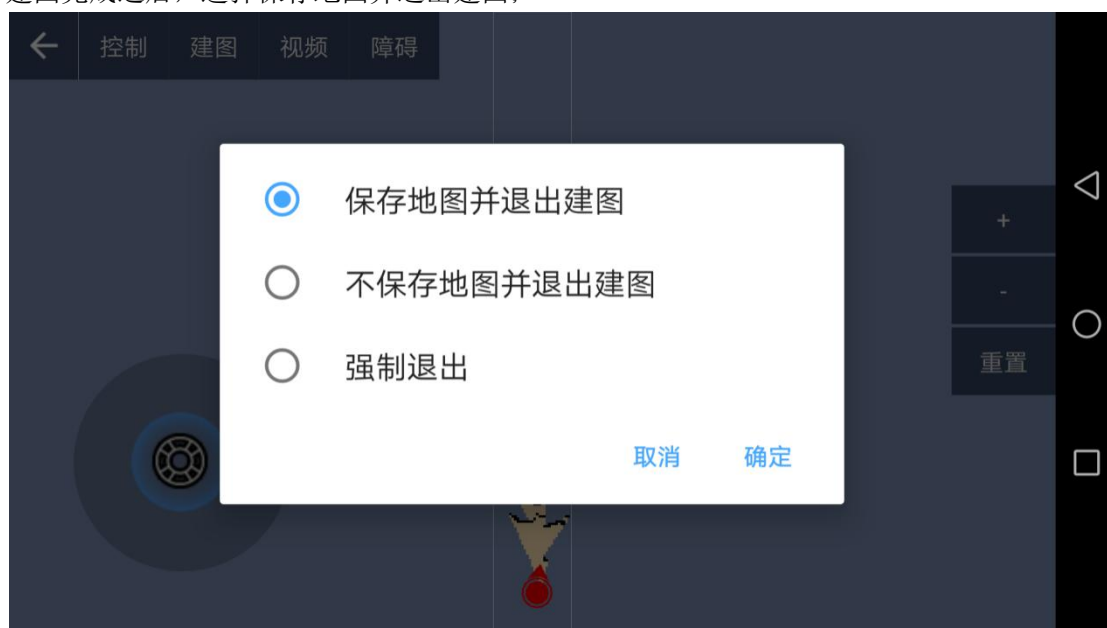 控制 建图 视频 障碍
保存地图并退出建图
不保存地图并退出建图
强制退出
取消 确定
+
-
重置